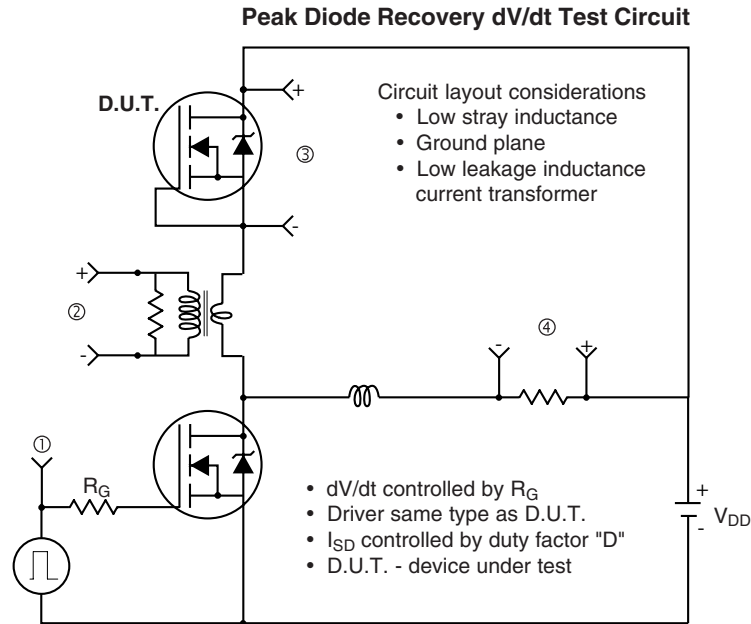 Peak Diode Recovery dV/dt Test Circuit
D.U.T.
+
Circuit layout considerations
• Low stray inductance
• Ground plane
• Low leakage inductance
current transformer
③
-
+
②
-
④
-
+
①
R_G
• dV/dt controlled by R_G
• Driver same type as D.U.T.
• I_SD controlled by duty factor "D"
• D.U.T. - device under test
+
-
V_DD